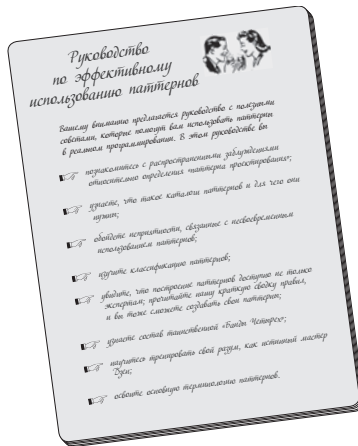 Руководство
по эффективному
использованию паттернов
Вашему вниманию предлагается руководство с полезными
советами, которые помогут вам использовать паттерны
в реальном программировании. В этом руководстве вы
познакомитесь с распространенными заблуждениями
относительно определения «паттерна проектирования»;
узнаете, что такое каталоги паттернов и для чего они
нужны;
обойдете неприятности, связанные с несвоевременным
использованием паттернов;
изучите классификацию паттернов;
увидите, что построение паттернов доступно не только
экспертам; прочитайте нашу краткую сводку правил,
и вы тоже сможете создавать свои паттерны;
узнаете состав таинственной «Банды Четырех»;
научитесь тренировать свой разум, как истинный мастер
Дзен;
освоите основную терминологию паттернов.